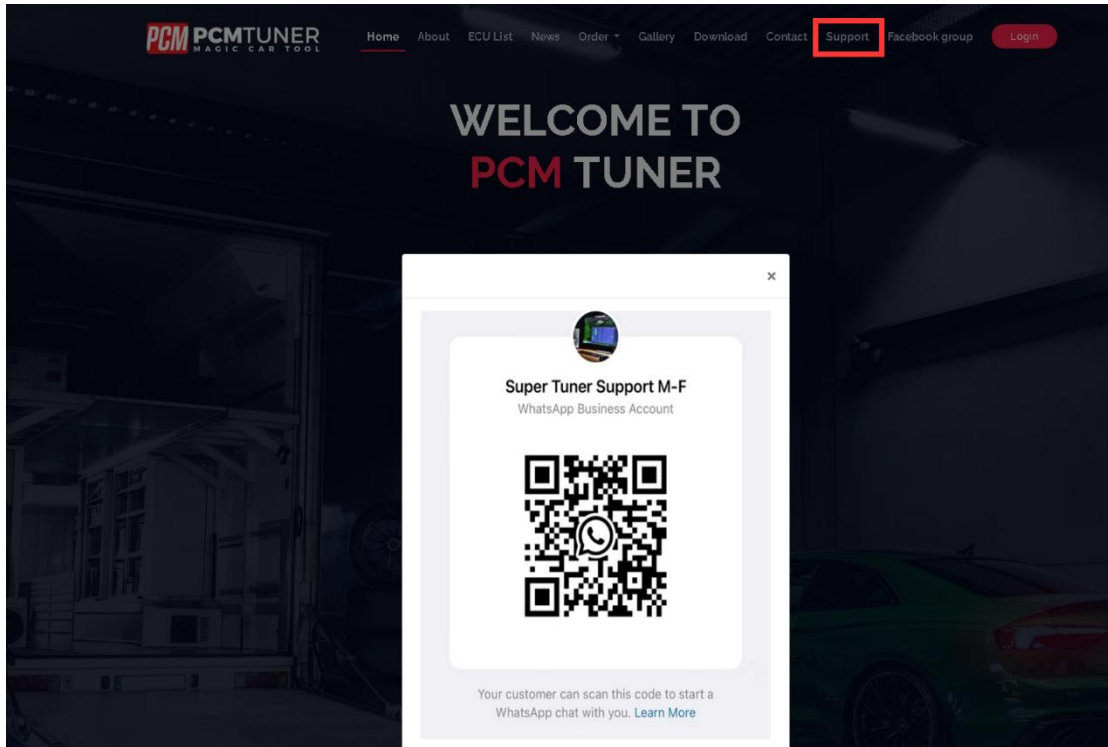 PCM PCMTUNER
MAGIC CAR TOOL
Home About ECU List News Order Gallery Download Contact Support Facebook group Login
WELCOME TO
PCM TUNER
×
Super Tuner Support M-F
WhatsApp Business Account
Your customer can scan this code to start a
WhatsApp chat with you. Learn More